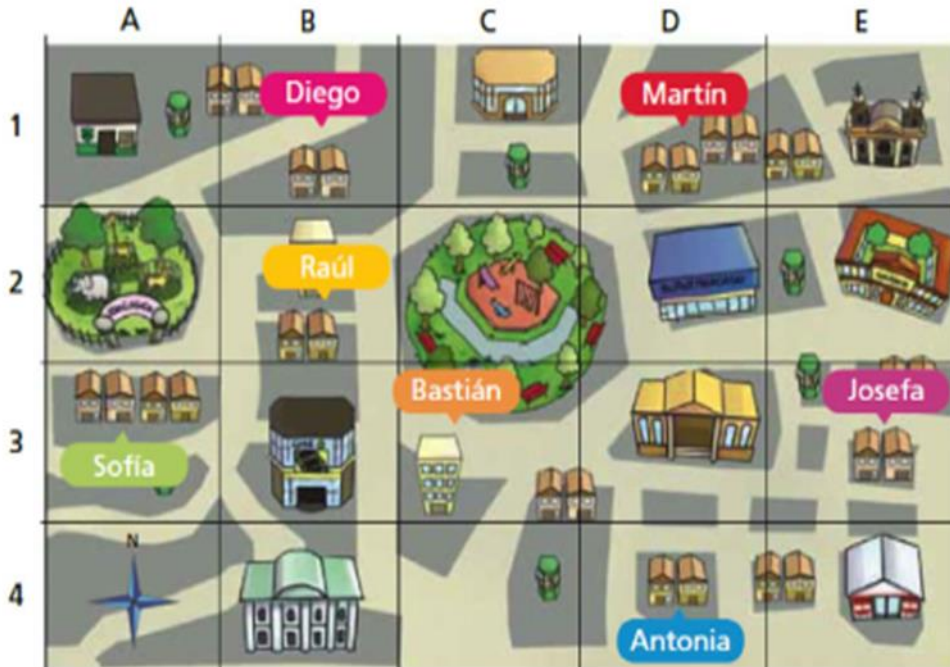 A B C D E
1
Diego
Martín
2
Raúl
3
Sofía
Bastián
Josefa
4
N
Antonia